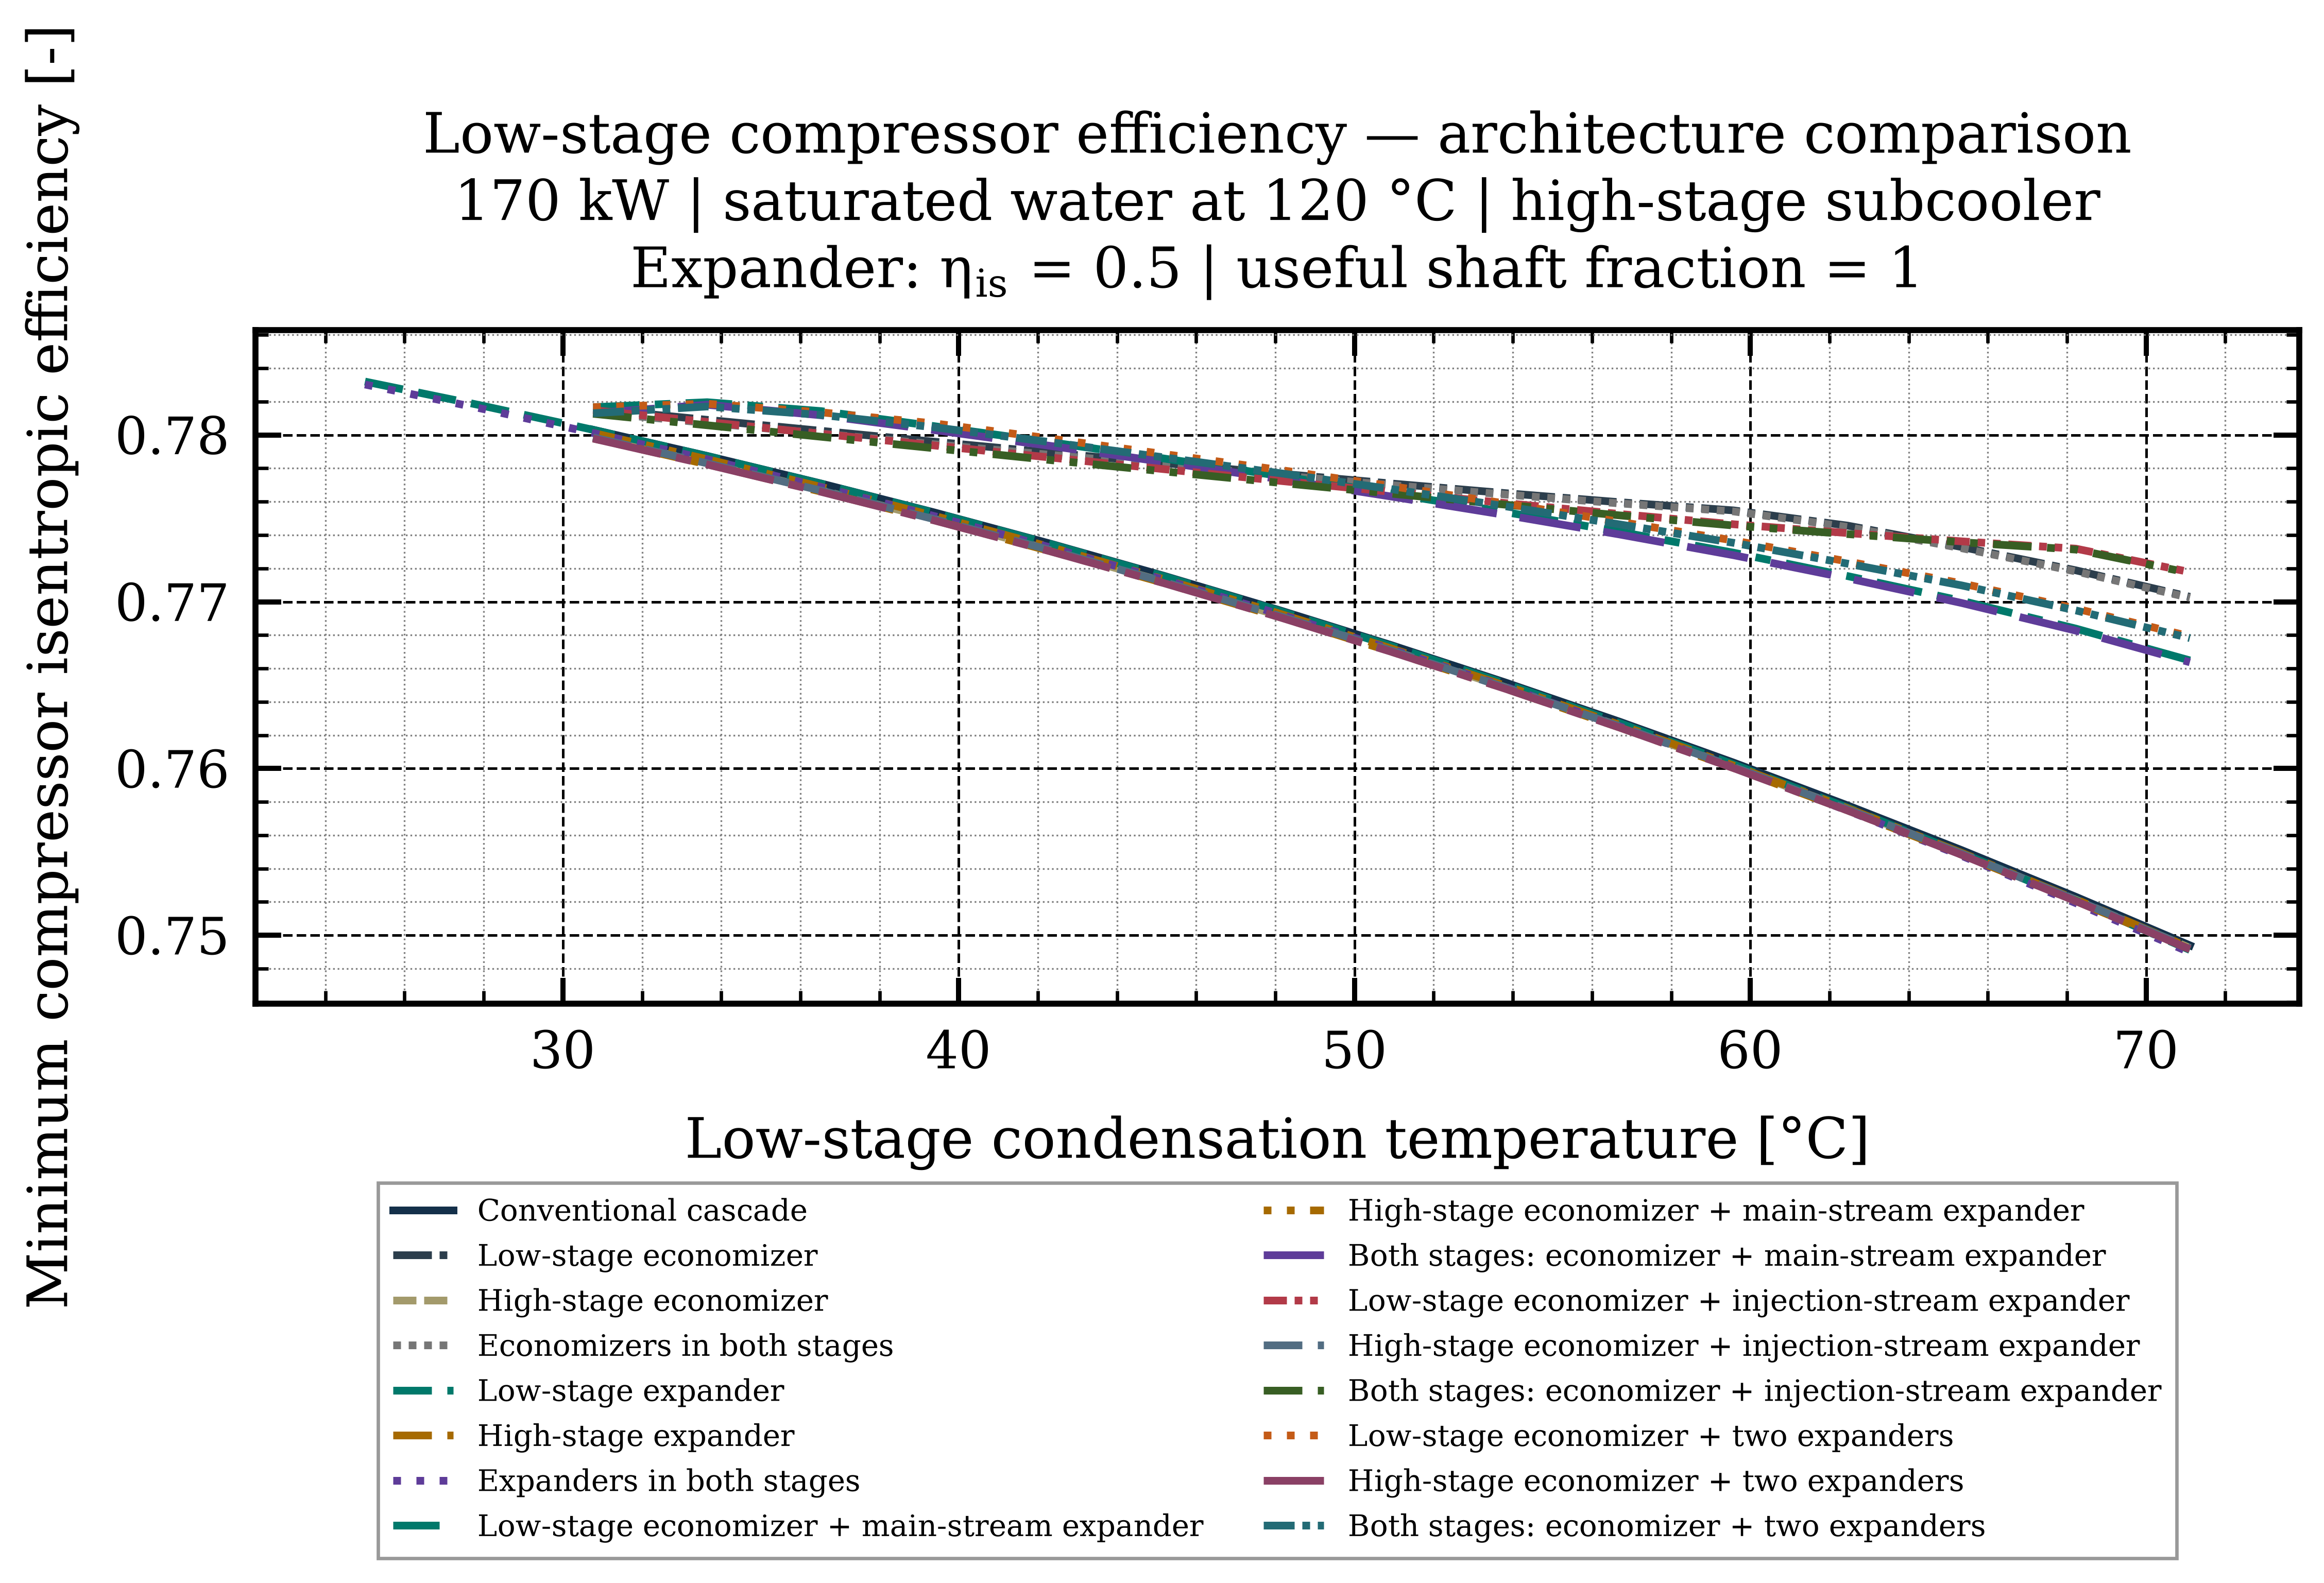 Low-stage compressor efficiency — architecture comparison
170 kW | saturated water at 120 °C | high-stage subcooler
Expander: ηis = 0.5 | useful shaft fraction = 1
Minimum compressor isentropic efficiency [-]
0.78
0.77
0.76
0.75
30 40 50 60 70
Low-stage condensation temperature [°C]
Conventional cascade
Low-stage economizer
High-stage economizer
Economizers in both stages
Low-stage expander
High-stage expander
Expanders in both stages
Low-stage economizer + main-stream expander
High-stage economizer + main-stream expander
Both stages: economizer + main-stream expander
Low-stage economizer + injection-stream expander
High-stage economizer + injection-stream expander
Both stages: economizer + injection-stream expander
Low-stage economizer + two expanders
High-stage economizer + two expanders
Both stages: economizer + two expanders